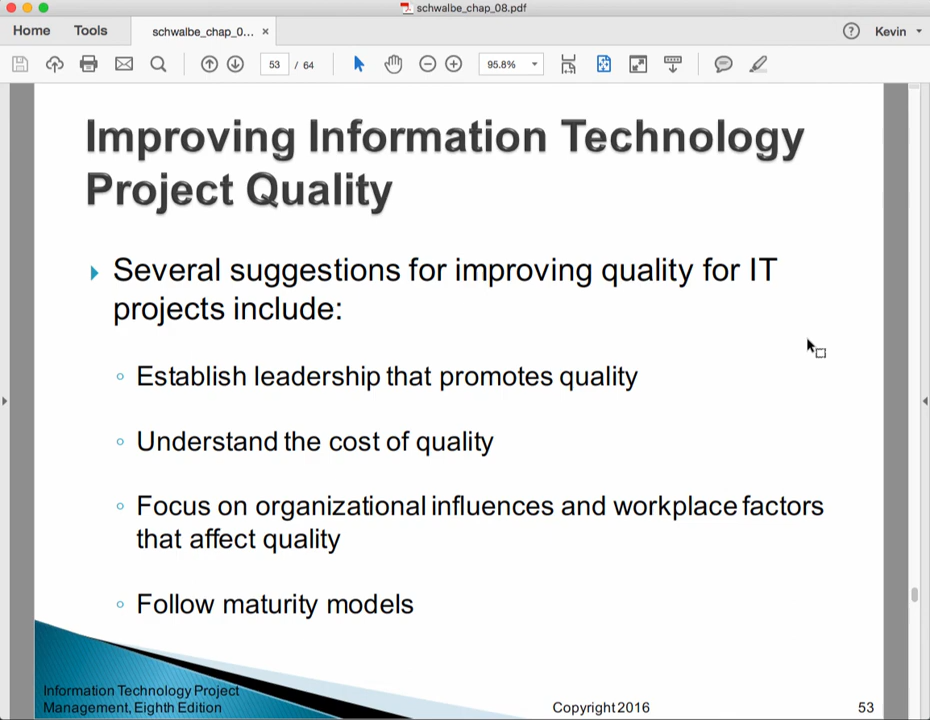 schwalbe_chap_08.pdf
Home Tools schwalbe_chap_0... × ? Kevin
53 / 64 95.8%
Improving Information Technology
Project Quality
Several suggestions for improving quality for IT
projects include:
Establish leadership that promotes quality
Understand the cost of quality
Focus on organizational influences and workplace factors
that affect quality
Follow maturity models
Information Technology Project
Management, Eighth Edition Copyright 2016 53